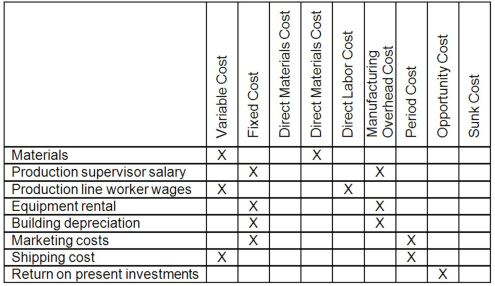 Variable Cost
Fixed Cost
Direct Materials Cost
Direct Materials Cost
Direct Labor Cost
Manufacturing
Overhead Cost
Period Cost
Opportunity Cost
Sunk Cost
Materials X X
Production supervisor salary X X
Production line worker wages X X
Equipment rental X X
Building depreciation X X
Marketing costs X X
Shipping cost X X
Return on present investments X